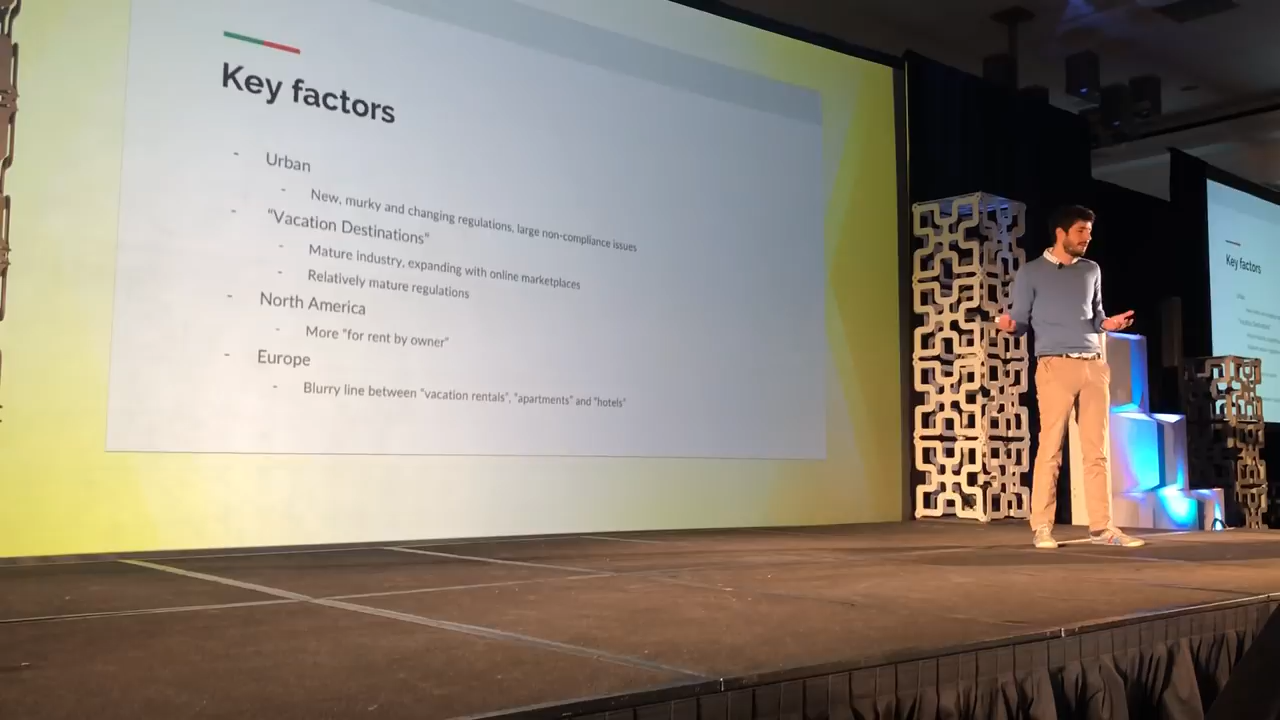 Key factors
- Urban
- New, murky and changing regulations, large non-compliance issues
- "Vacation Destinations"
- Mature industry, expanding with online marketplaces
- Relatively mature regulations
- North America
- More "for rent by owner"
- Europe
- Blurry line between "vacation rentals", "apartments" and "hotels"
Key factors